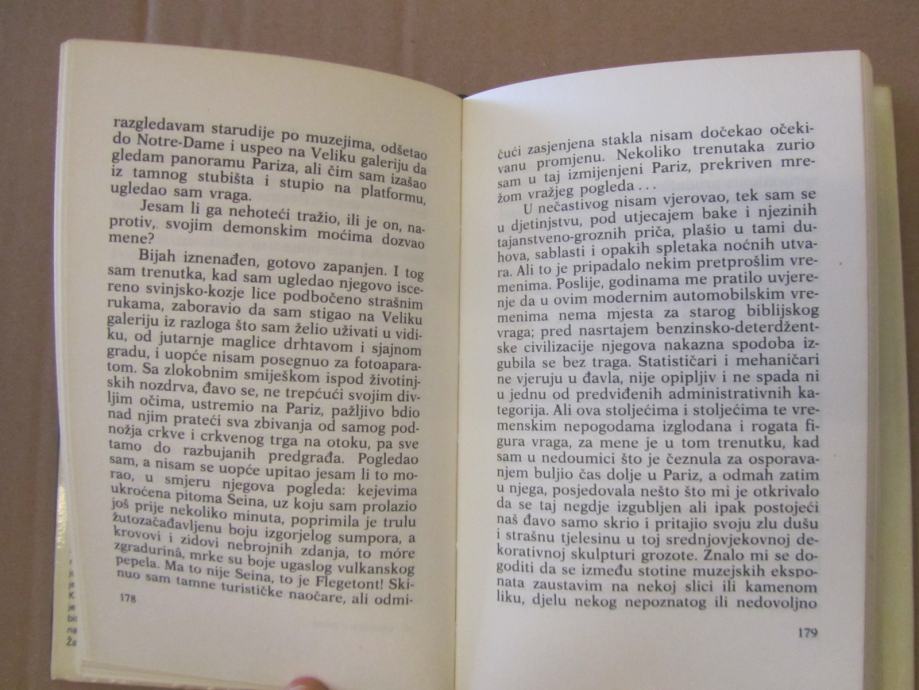 razgledavam starudije po muzejima, odšetao
do Notre-Dame i uspeo na Veliku galeriju da
gledam panoramu Pariza, ali čim sam izašao
iz tamnog stubišta i stupio na platformu,
ugledao sam vraga.
Jesam li ga nehoteći tražio, ili je on, na-
protiv, svojim demonskim moćima dozvao
mene?
Bijah iznenađen, gotovo zapanjen. I tog
sam trenutka, kad sam ugledao njegovo isce-
reno svinjsko-kozje lice podbočeno strašnim
rukama, zaboravio da sam stigao na Veliku
galeriju iz razloga što sam želio uživati u vidi-
ku, od jutarnje maglice drhtavom i sjajnom
gradu, i uopće nisam posegnuo za fotoapara-
tom. Sa zlokobnim smiješkom ispod životinj-
skih nozdrva, đavo se, ne trepćući svojim div-
ljim očima, ustremio na Pariz, pažljivo bdio
nad njim prateći sva zbivanja od samog pod-
nožja crkve i crkvenog trga na otoku, pa sve
tamo do razbujanih predgrađa. Pogledao
sam, a nisam se uopće upitao jesam li to mo-
rao, u smjeru njegova pogleda: kejevima
ukroćena pitoma Seina, uz koju sam prolazio
još prije nekoliko minuta, poprimila je trulu
žutozačađavljenu boju izgorjelog sumpora, a
krovovi i zidovi nebrojnih zdanja, to móre
zgradurinâ, mrke su boje ugaslog vulkanskog
pepela. Ma to nije Seina, to je Flegetont! Ski-
nuo sam tamne turističke naočare, ali odmi-
178
čući zasjenjena stakla nisam dočekao očeki-
vanu promjenu. Nekoliko trenutaka zurio
sam u taj izmijenjeni Pariz, prekriven mre-
žom vražjeg pogleda ...
U nečastivog nisam vjerovao, tek sam se
u djetinjstvu, pod utjecajem bake i njezinih
tajanstveno-groznih priča, plašio u tami du-
hova, sablasti i opakih spletaka noćnih utva-
ra. Ali to je pripadalo nekim pretprošlim vre-
menima. Poslije, godinama me pratilo uvjere-
nje da u ovim modernim automobilskim vre-
menima nema mjesta za starog biblijskog
vraga; pred nasrtajem benzinsko-deterdžent-
ske civilizacije njegova nakazna spodoba iz-
gubila se bez traga. Statističari i mehaničari
ne vjeruju u đavla, nije opipljiv i ne spada ni
u jednu od predviđenih administrativnih ka-
tegorija. Ali ova stoljećima i stoljećima te vre-
menskim nepogodama izglodana i rogata fi-
gura vraga, za mene je u tom trenutku, kad
sam u nedoumici što je čeznula za osporava-
njem buljio čas dolje u Pariz, a odmah zatim
u njega, posjedovala nešto što mi je otkrivalo
da se taj negdje izgubljen ali ipak postojeći
naš đavo samo skrio i pritajio svoju zlu dušu
i strašnu tjelesinu u toj srednjovjekovnoj de-
korativnoj skulpturi grozote. Znalo mi se do-
goditi da se između stotine muzejskih ekspo-
nata zaustavim na nekoj slici ili kamenom
liku, djelu nekog nepoznatog ili nedovoljno
179